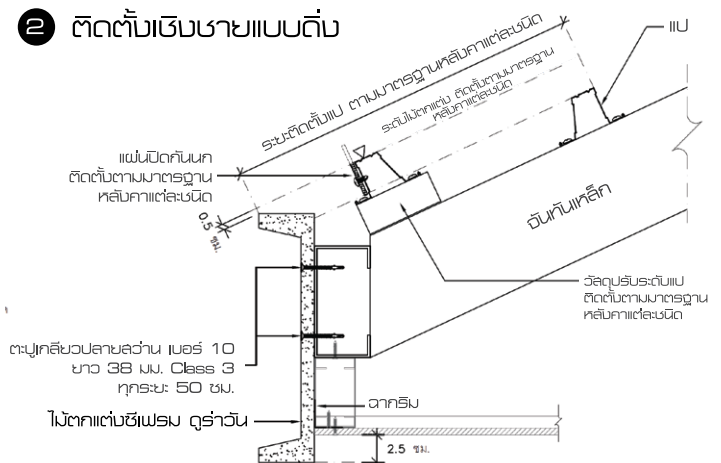 2 ติดตั้งเชิงชายแบบดิ่ง
ระยะติดตั้งแป ตามมาตรฐานหลังคาแต่ละชนิด
ระดับไม้ตกแต่ง ติดตั้งตามมาตรฐาน
หลังคาแต่ละชนิด
แป
แผ่นปิดกันนก
ติดตั้งตามมาตรฐาน
หลังคาแต่ละชนิด
0.5 ซม.
จันทันเหล็ก
วัสดุปรับระดับแป
ติดตั้งตามมาตรฐาน
หลังคาแต่ละชนิด
ตะปูเกลียวปลายสว่าน เบอร์ 10
ยาว 38 มม. Class 3
ทุกระยะ 50 ซม.
ไม้ตกแต่งซีเฟรม ดูร่าวัน
ฉากริม
2.5 ซม.